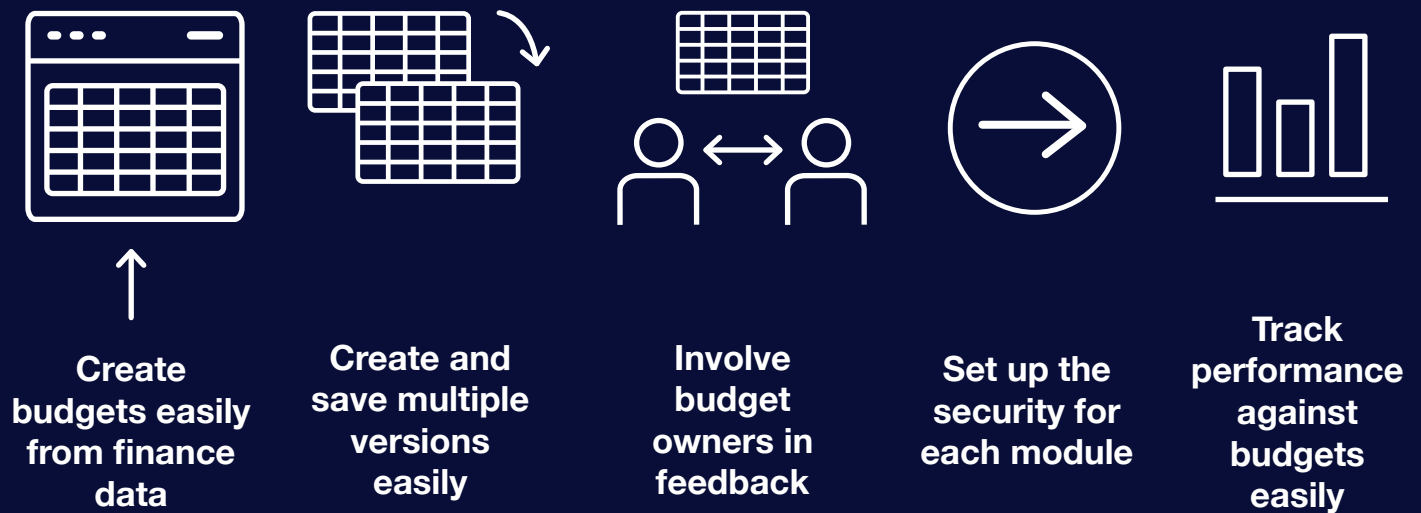 Create
budgets easily
from finance
data
Create and
save multiple
versions
easily
Involve
budget
owners in
feedback
Set up the
security for
each module
Track
performance
against
budgets
easily